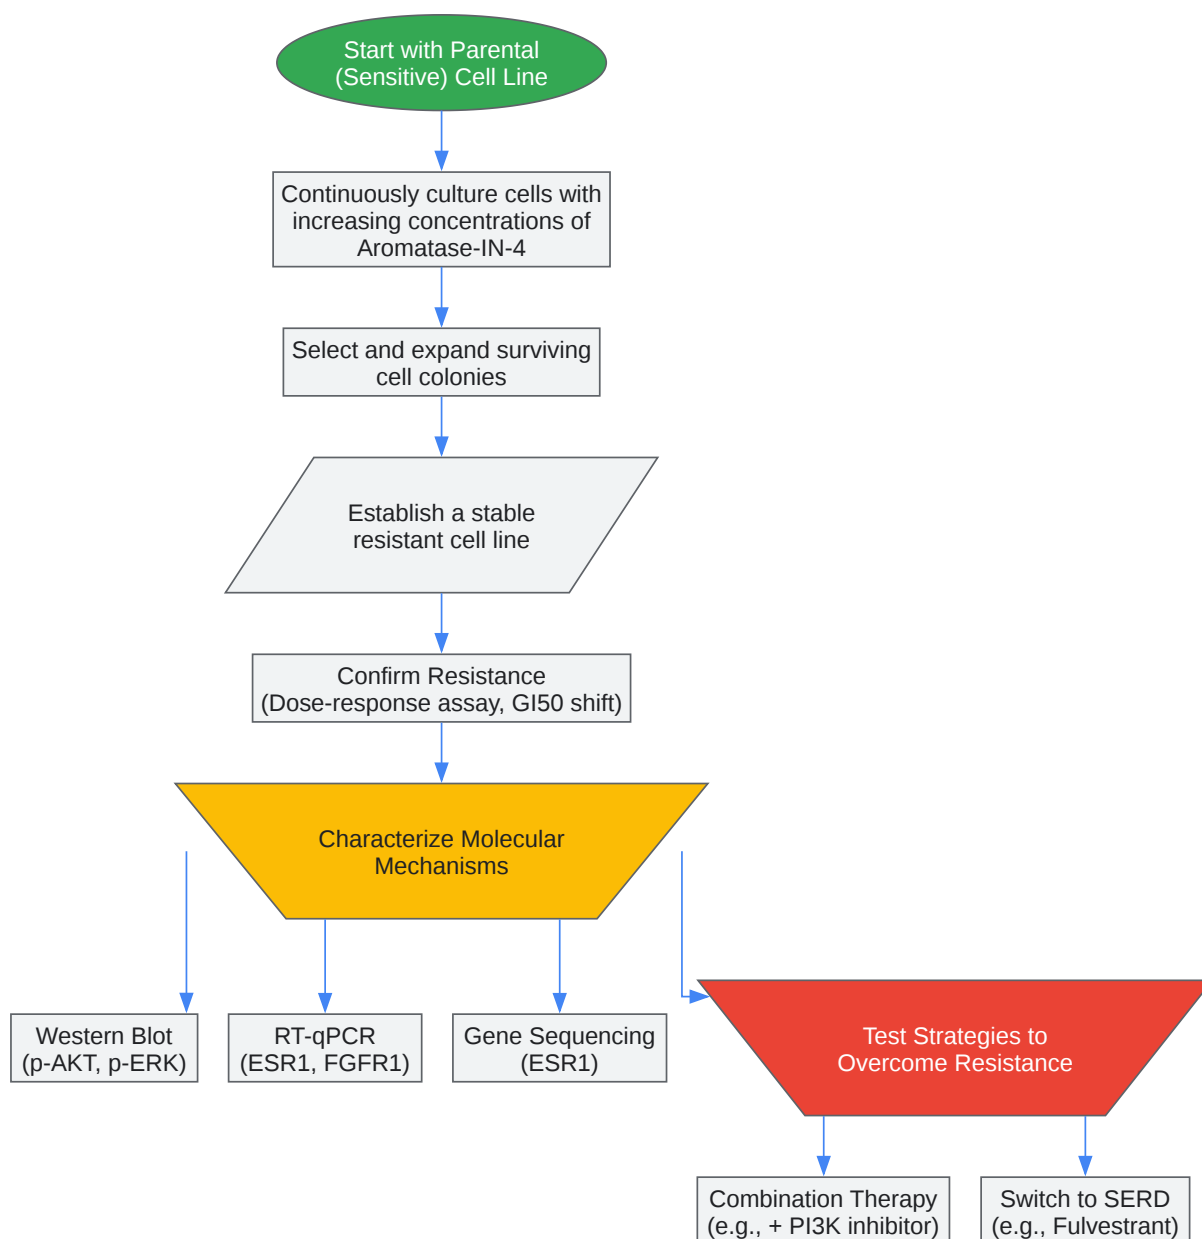 Start with Parental
(Sensitive) Cell Line
Continuously culture cells with
increasing concentrations of
Aromatase-IN-4
Select and expand surviving
cell colonies
Establish a stable
resistant cell line
Confirm Resistance
(Dose-response assay, GI50 shift)
Characterize Molecular
Mechanisms
Western Blot
(p-AKT, p-ERK)
RT-qPCR
(ESR1, FGFR1)
Gene Sequencing
(ESR1)
Test Strategies to
Overcome Resistance
Combination Therapy
(e.g., + PI3K inhibitor)
Switch to SERD
(e.g., Fulvestrant)